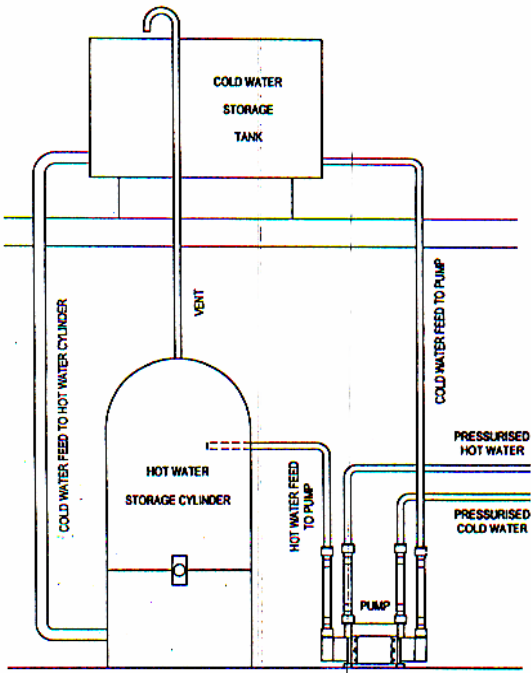 COLD WATER
STORAGE
TANK
VENT
COLD WATER FEED TO HOT WATER CYLINDER
COLD WATER FEED TO PUMP
HOT WATER
STORAGE CYLINDER
HOT WATER FEED
TO PUMP
PRESSURISED
HOT WATER
PRESSURISED
COLD WATER
PUMP